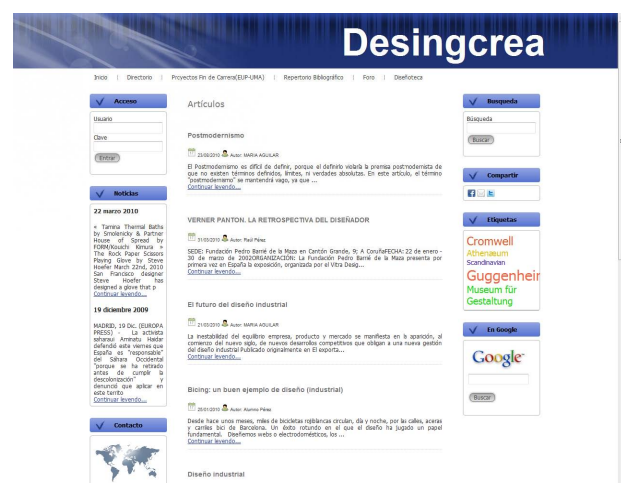 Desingcrea
Inicio | Directorio | Proyectos Fin de Carrera(EUP-UMA) | Repertorio Bibliográfico | Foro | Diseñoteca
Acceso
Usuario
Clave
Entrar
Noticias
22 marzo 2010
« Tamina Thermal Baths
by Smolenicky & Partner
House of Spread by
FORM/Kouichi Kimura »
The Rock Paper Scissors
Playing Glove by Steve
Hoefer March 22nd, 2010
San Francisco designer
Steve Hoefer has
designed a glove that p
Continuar leyendo...
19 diciembre 2009
MADRID, 19 Dic. (EUROPA
PRESS) - La activista
saharaui Aminatu Haidar
defendió este viernes que
España es "responsable"
del Sáhara Occidental
"porque se ha retirado
antes de cumplir la
descolonización" y
denunció que aplicar en
este territo
Continuar leyendo...
Contacto
Artículos
Postmodernismo
23/08/2010 Autor: MARIA AGUILAR
El Postmodernismo es difícil de definir, porque el definirlo violaría la premisa postmodernista de
que no existen términos definidos, límites, ni verdades absolutas. En este artículo, el término
"postmodernismo" se mantendrá vago, ya que ...
Continuar leyendo...
VERNER PANTON. LA RETROSPECTIVA DEL DISEÑADOR
31/03/2010 Autor: Raúl Pérez
SEDE: Fundación Pedro Barrié de la Maza en Cantón Grande, 9; A CoruñaFECHA: 22 de enero -
30 de marzo de 2002ORGANIZACIÓN: La Fundación Pedro Barrié de la Maza presenta por
primera vez en España la exposición, organizada por el Vitra Desig...
Continuar leyendo...
El futuro del diseño industrial
21/03/2010 Autor: MARIA AGUILAR
La inestabilidad del equilibrio empresa, producto y mercado se manifiesta en la aparición, al
comienzo del nuevo siglo, de nuevos desarrollos competitivos que obligan a una nueva gestión
del diseño industrial Publicado originalmente en El exporta...
Continuar leyendo...
Bicing: un buen ejemplo de diseño (industrial)
25/01/2010 Autor: Alumno Pérez
Desde hace unos meses, miles de bicicletas rojiblancas circulan, día y noche, por las calles, aceras
y carriles bici de Barcelona. Un éxito rotundo en el que el diseño ha jugado un papel
fundamental. Diseñemos webs o electrodomésticos, los ...
Continuar leyendo...
Diseño industrial
Busqueda
Búsqueda
Buscar
Compartir
Etiquetas
Cromwell
Athenæum
Scandinavian
Guggenheir
Museum für
Gestaltung
En Google
Google
Buscar